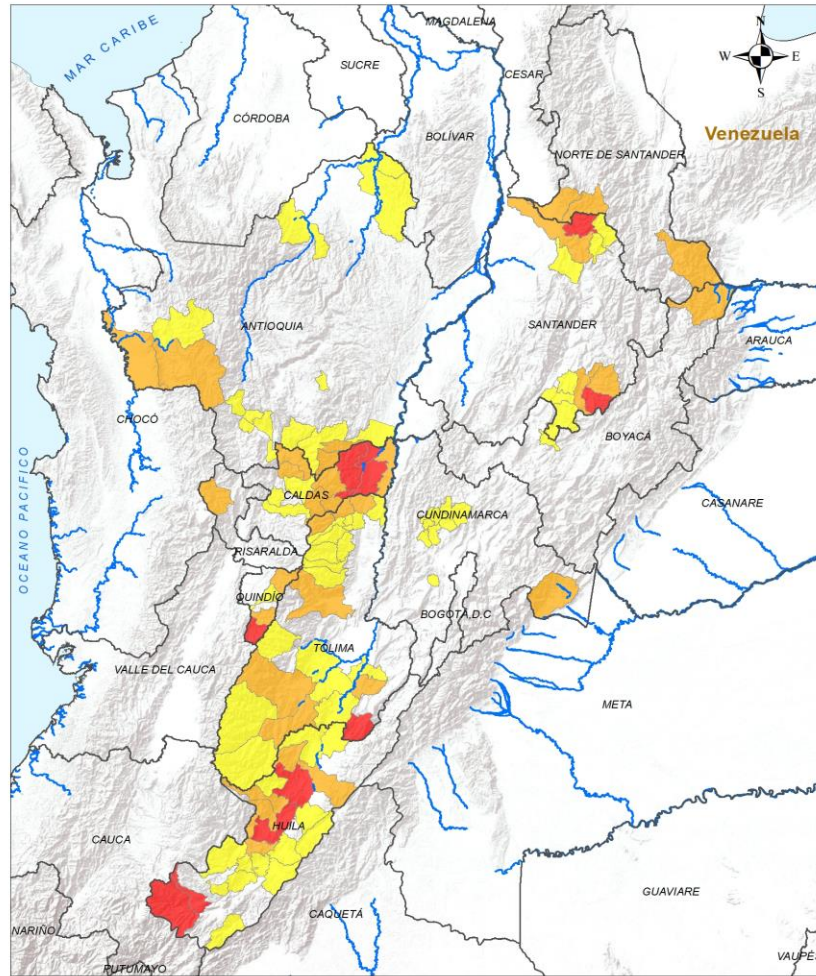 MAGDALENA
MAR CARIBE
SUCRE
CESAR
N
W
E
S
CÓRDOBA
BOLÍVAR
Venezuela
NORTE DE SANTANDER
ANTIOQUIA
SANTANDER
ARAUCA
CHOCÓ
BOYACÁ
OCEANO PACIFICO
CALDAS
CUNDINAMARCA
CASANARE
RISARALDA
QUINDÍO
BOGOTÁ D.C
TOLIMA
VALLE DEL CAUCA
META
HUILA
CAUCA
CAQUETÁ
GUAVIARE
NARIÑO
PUTUMAYO
VAUPÉS